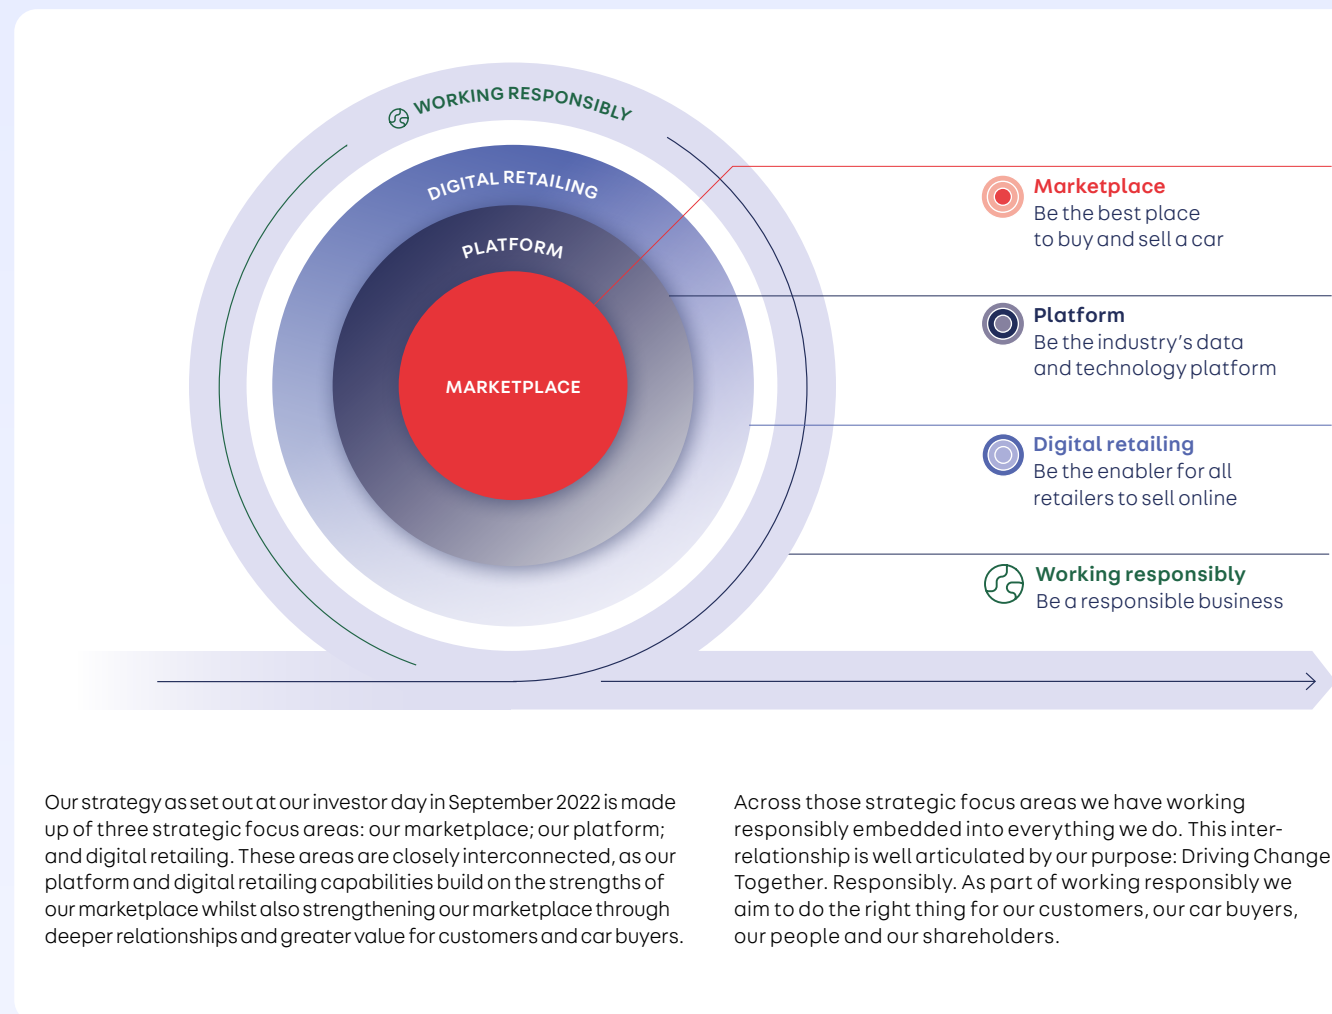 WORKING RESPONSIBLY
DIGITAL RETAILING
PLATFORM
MARKETPLACE
Marketplace
Be the best place
to buy and sell a car
Platform
Be the industry’s data
and technology platform
Digital retailing
Be the enabler for all
retailers to sell online
Working responsibly
Be a responsible business
Our strategy as set out at our investor day in September 2022 is made
up of three strategic focus areas: our marketplace; our platform;
and digital retailing. These areas are closely interconnected, as our
platform and digital retailing capabilities build on the strengths of
our marketplace whilst also strengthening our marketplace through
deeper relationships and greater value for customers and car buyers.
Across those strategic focus areas we have working
responsibly embedded into everything we do. This inter-
relationship is well articulated by our purpose: Driving Change
Together. Responsibly. As part of working responsibly we
aim to do the right thing for our customers, our car buyers,
our people and our shareholders.